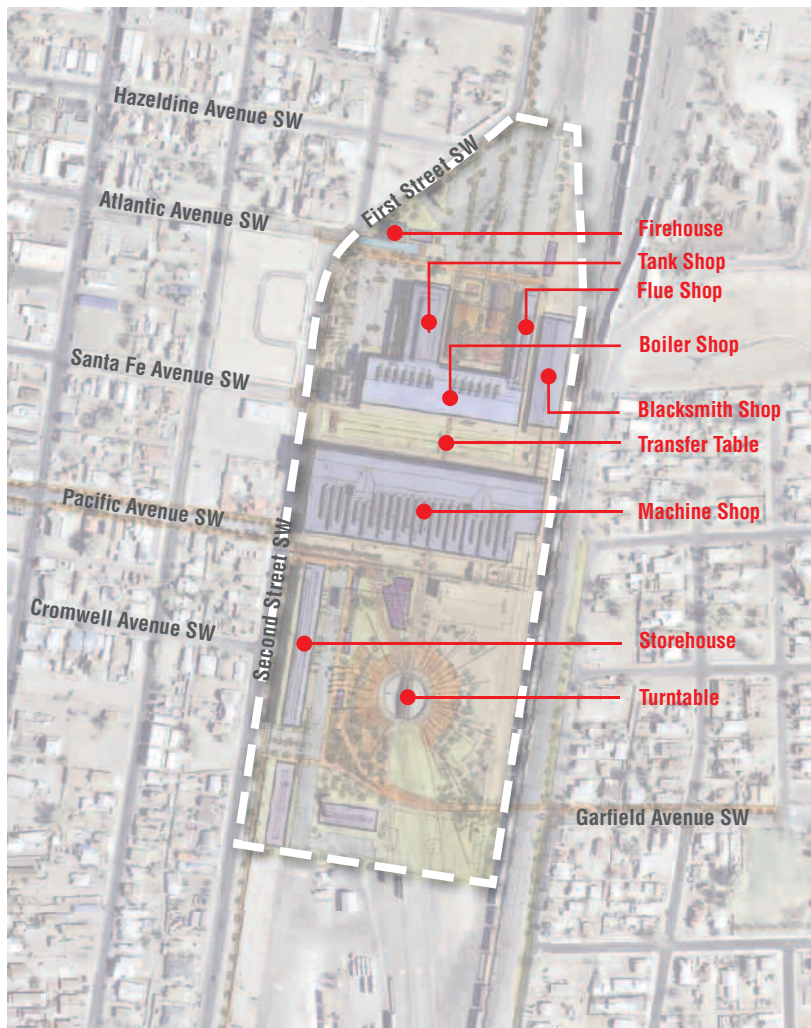 Hazeldine Avenue SW
First Street SW
Atlantic Avenue SW
Firehouse
Tank Shop
Flue Shop
Boiler Shop
Santa Fe Avenue SW
Blacksmith Shop
Transfer Table
Pacific Avenue SW
Machine Shop
Second Street SW
Cromwell Avenue SW
Storehouse
Turntable
Garfield Avenue SW